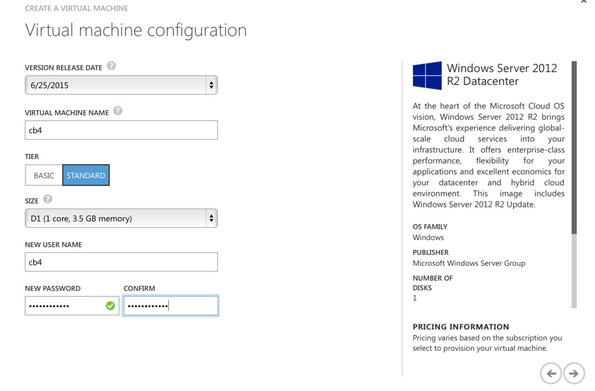 CREATE A VIRTUAL MACHINE
Virtual machine configuration
VERSION RELEASE DATE ?
6/25/2015
VIRTUAL MACHINE NAME ?
cb4
TIER
BASIC STANDARD
SIZE ?
D1 (1 core, 3.5 GB memory)
NEW USER NAME
cb4
NEW PASSWORD CONFIRM
•••••••••••• ••••••••••••
Windows Server 2012
R2 Datacenter
At the heart of the Microsoft Cloud OS
vision, Windows Server 2012 R2 brings
Microsoft's experience delivering global-
scale cloud services into your
infrastructure. It offers enterprise-class
performance, flexibility for your
applications and excellent economics for
your datacenter and hybrid cloud
environment. This image includes
Windows Server 2012 R2 Update.
OS FAMILY
Windows
PUBLISHER
Microsoft Windows Server Group
NUMBER OF
DISKS
1
PRICING INFORMATION
Pricing varies based on the subscription you
select to provision your virtual machine.